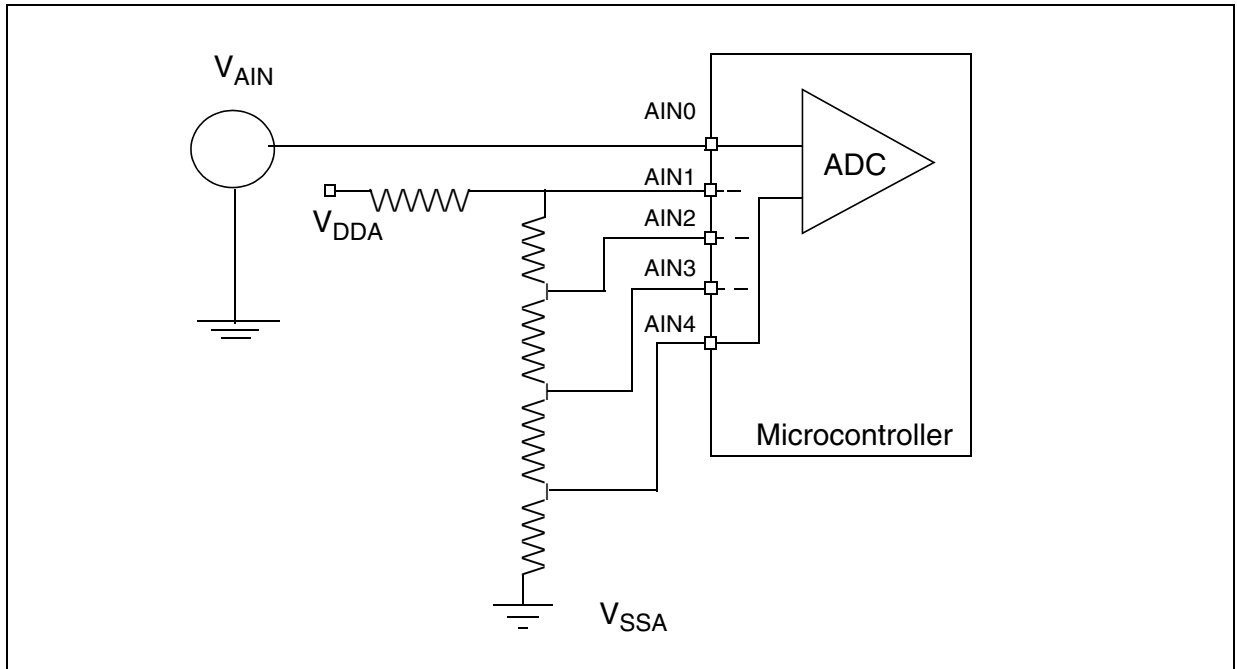 V_AIN
AIN0
ADC
AIN1
V_DDA
AIN2
AIN3
AIN4
Microcontroller
V_SSA